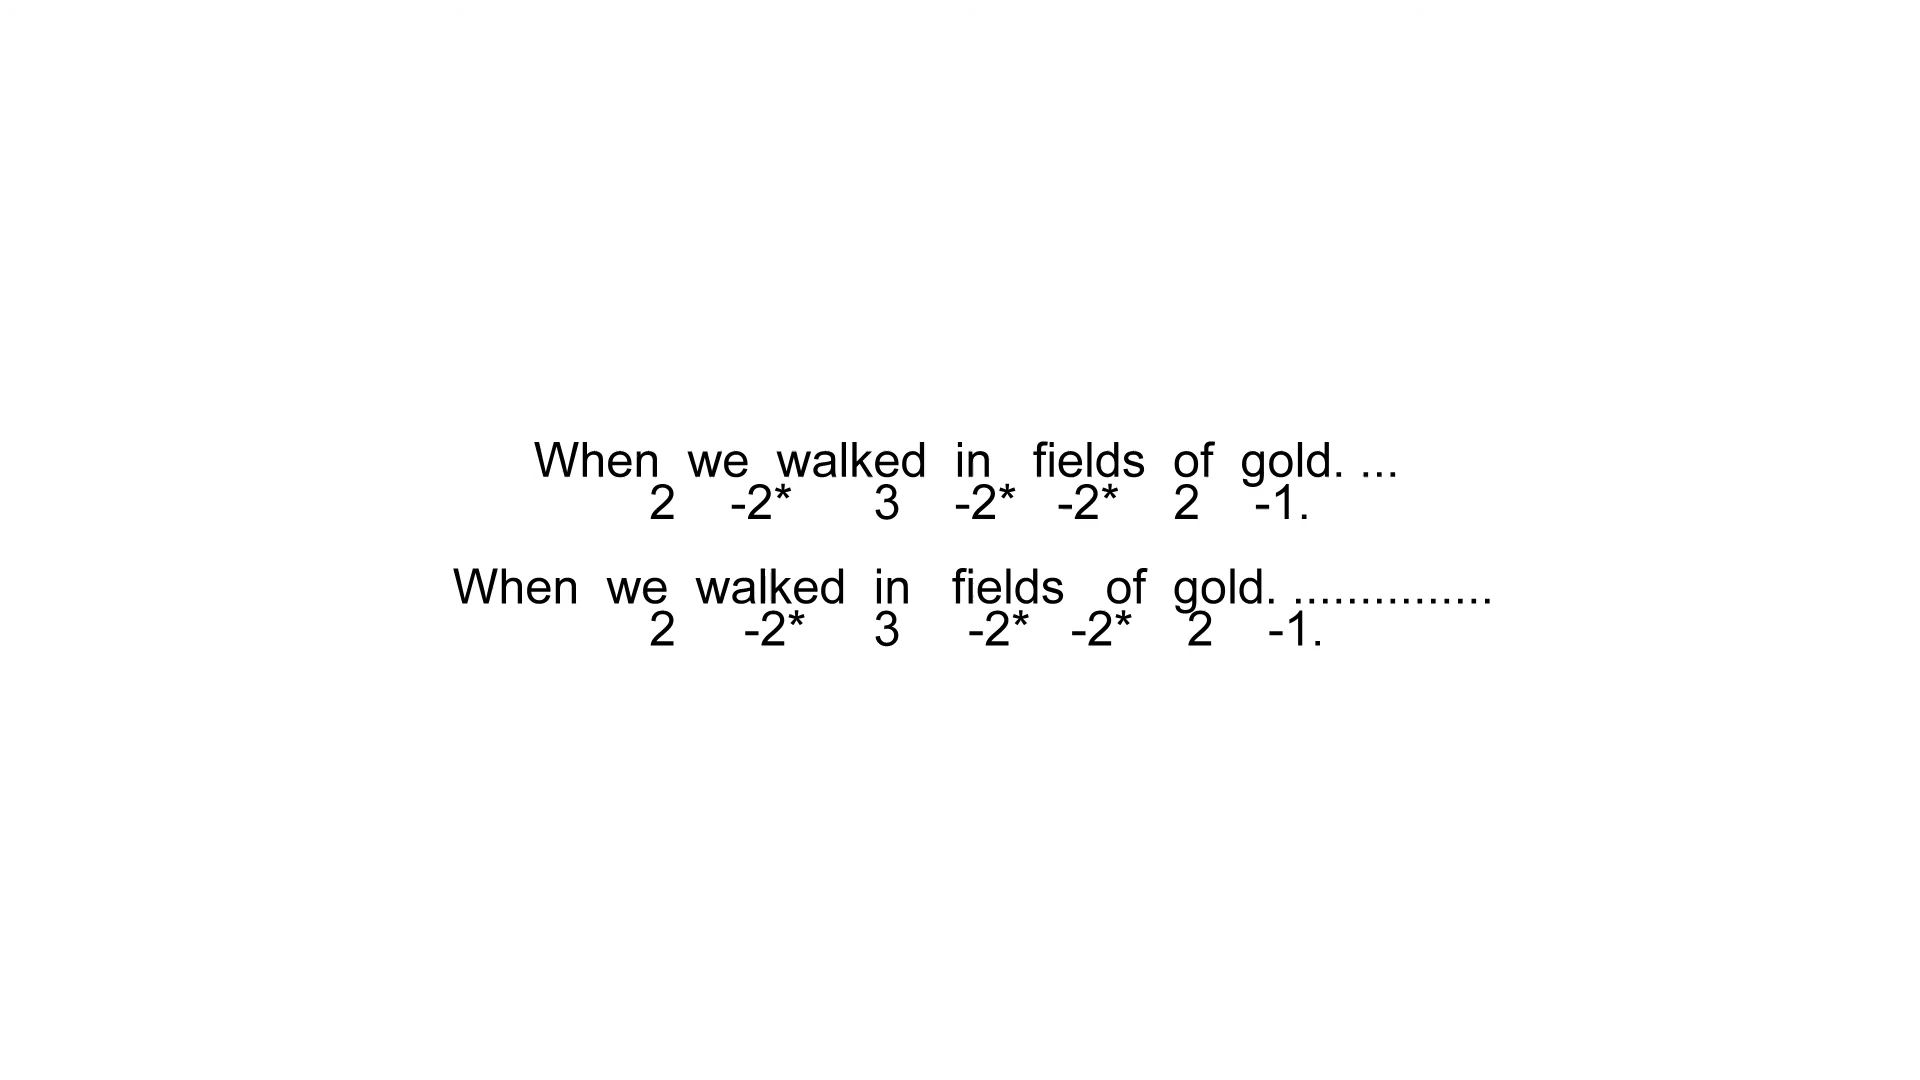 When we walked in fields of gold. ...
2 -2* 3 -2* -2* 2 -1.
When we walked in fields of gold. ...............
2 -2* 3 -2* -2* 2 -1.